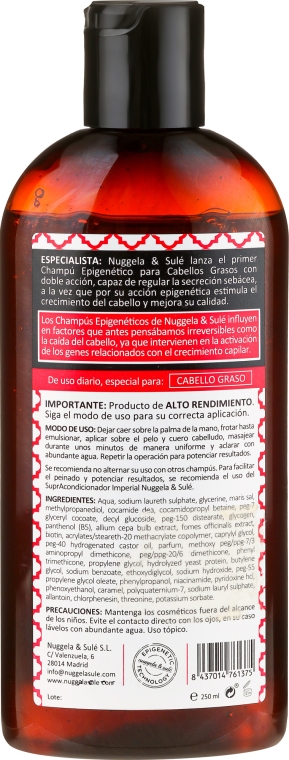 ESPECIALISTA: Nuggela & Sulé lanza el primer
Champú Epigenético para Cabellos Grasos con
doble acción, capaz de regular la secreción sebácea,
a la vez que por su acción epigenética estimula el
crecimiento del cabello y mejora su calidad.
Los Champús Epigenéticos de Nuggela & Sulé influyen
en factores que antes pensábamos irreversibles como
la caída del cabello, ya que intervienen en la activación
de los genes relacionados con el crecimiento capilar.
De uso diario, especial para: CABELLO GRASO
IMPORTANTE: Producto de ALTO RENDIMIENTO.
Siga el modo de uso para su correcta aplicación.
MODO DE USO: Dejar caer sobre la palma de la mano, frotar hasta
emulsionar, aplicar sobre el pelo y cuero cabelludo, masajear
durante unos minutos de manera uniforme y aclarar con
abundante agua. Repetir la operación para potenciar resultados.
Se recomienda no alternar su uso con otros champús. Para facilitar
el peinado y potenciar resultados, se recomienda el uso del
SuprAcondicionador Imperial Nuggela & Sulé.
INGREDIENTES: Aqua, sodium laureth sulphate, glycerine, mars sal,
methylpropanediol, cocamide dea, cocamidopropyl betaine, peg-7
glyceryl cocoate, decyl glucoside, peg-150 distearate, glycogen,
panthenol (B5), allium cepa bulb extract, fomes officinalis extract,
biotin, acrylates/steareth-20 methacrylate copolymer, caprylyl glycol,
peg-40 hydrogenated castor oil, parfum, methoxy peg/ppg-7/3
aminopropyl dimethicone, peg/ppg-20/6 dimethicone, phenyl
trimethicone, propylene glycol, hydrolyzed yeast protein, butylene
glycol, sodium benzoate, ethoxydiglycol, sodium hydroxide, peg-55
propylene glycol oleate, phenylpropanol, niacinamide, pyridoxine hcl,
phenoxyethanol, caramel, polyquaternium-7, sodium lauryl sulphate,
allantoin, chlorphenesin, threonine, potassium sorbate.
PRECAUCIONES: Mantenga los cosméticos fuera del alcance
de los niños. Evite el contacto directo con los ojos, en su caso
lávelos con abundante agua. Uso tópico.
Nuggela & Sulé S.L.
C/ Valenzuela, 6
28014 Madrid
info@nuggelasule.com
www.nuggelasule.com
Lote:
EPIGENETIC
nuggela & sulé
TECHNOLOGY
8 437014 761375
250 ml